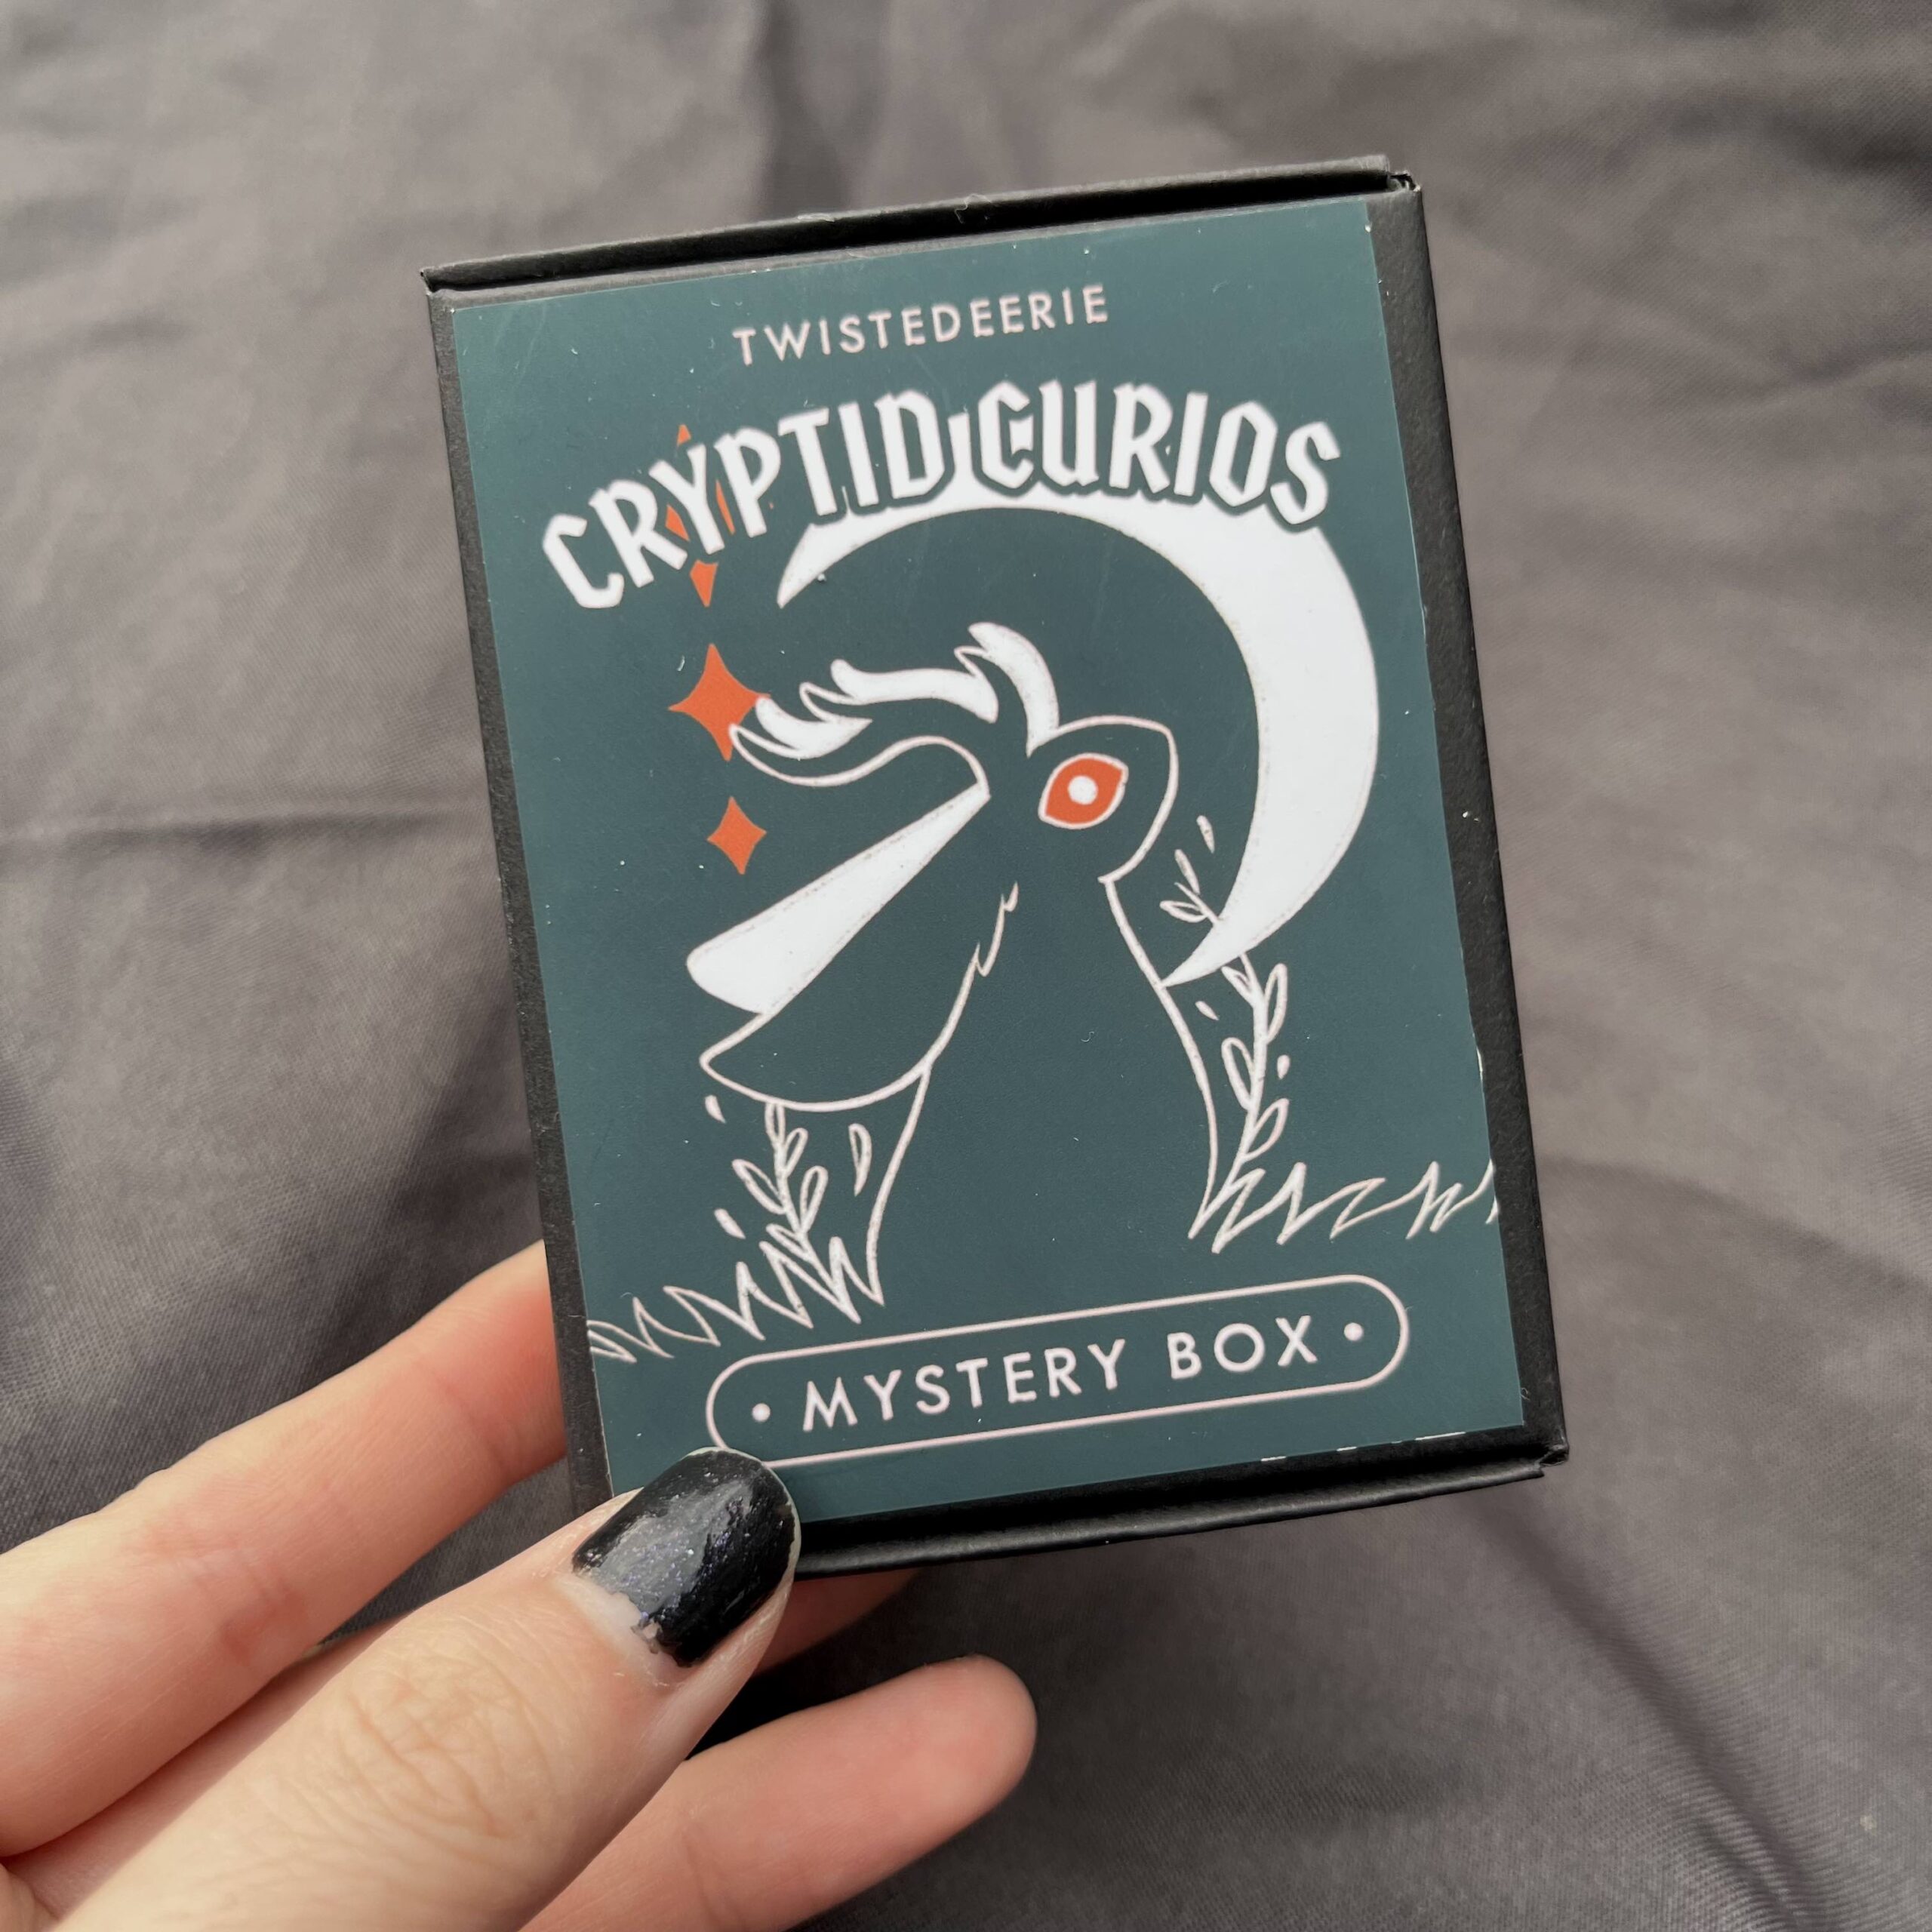 TWISTEDEERIE
CRYPTID CURIOS
• MYSTERY BOX •